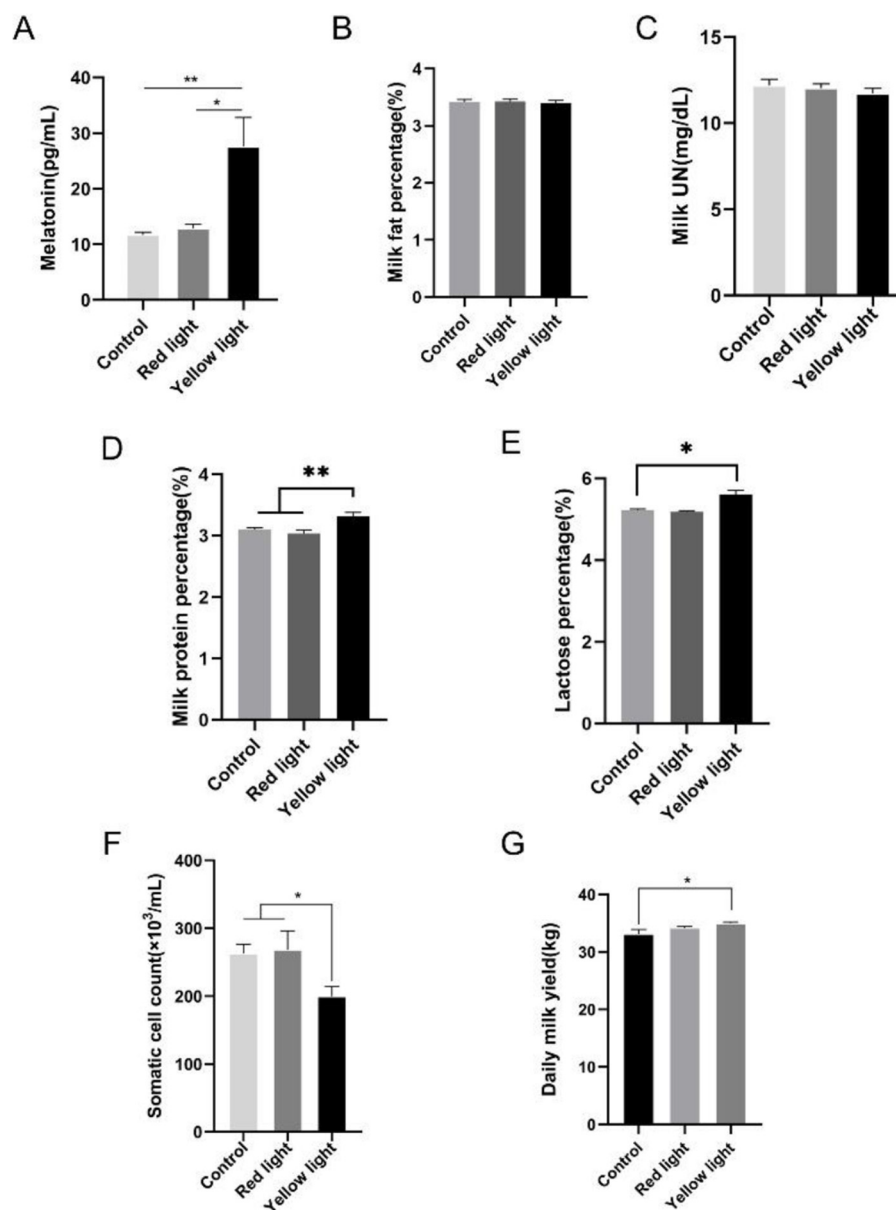 A
Melatonin(pg/mL)
40
30
20
10
0
**
*
Control
Red light
Yellow light
B
Milk fat percentage(%)
4
3
2
1
0
Control
Red light
Yellow light
C
Milk UN(mg/dL)
15
10
5
0
Control
Red light
Yellow light
D
Milk protein percentage(%)
4
3
2
1
0
**
Control
Red light
Yellow light
E
Lactose percentage(%)
6
4
2
0
*
Control
Red light
Yellow light
F
Somatic cell count(×10³/mL)
400
300
200
100
0
*
Control
Red light
Yellow light
G
Daily milk yield(kg)
40
30
20
10
0
*
Control
Red light
Yellow light